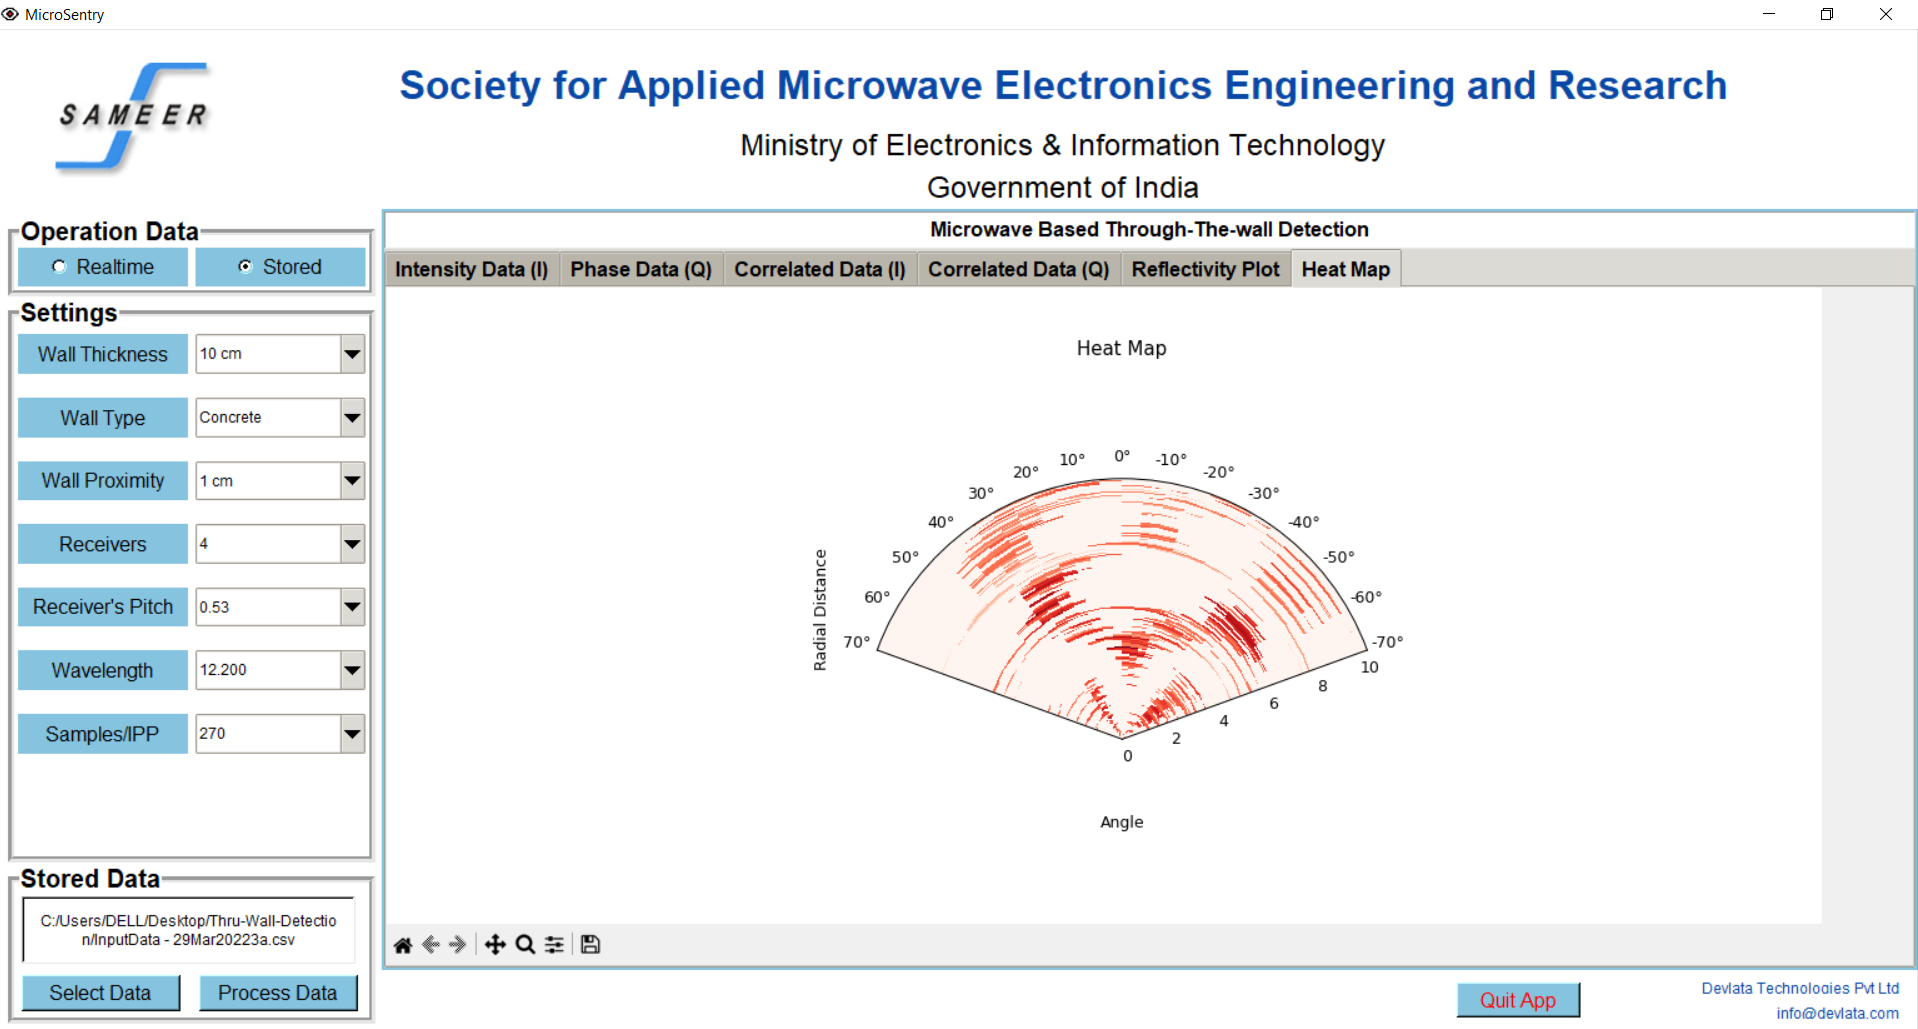 MicroSentry
SAMEER
Society for Applied Microwave Electronics Engineering and Research
Ministry of Electronics & Information Technology
Government of India
Operation Data
Realtime
Stored
Settings
Wall Thickness
10 cm
Wall Type
Concrete
Wall Proximity
1 cm
Receivers
4
Receiver's Pitch
0.53
Wavelength
12.200
Samples/IPP
270
Stored Data
C:/Users/DELL/Desktop/Thru-Wall-Detectio
n/InputData - 29Mar20223a.csv
Select Data
Process Data
Microwave Based Through-The-wall Detection
Intensity Data (I)
Phase Data (Q)
Correlated Data (I)
Correlated Data (Q)
Reflectivity Plot
Heat Map
Heat Map
70°
60°
50°
40°
30°
20°
10°
0°
-10°
-20°
-30°
-40°
-50°
-60°
-70°
Radial Distance
0
2
4
6
8
10
Angle
Quit App
Devlata Technologies Pvt Ltd
info@devlata.com